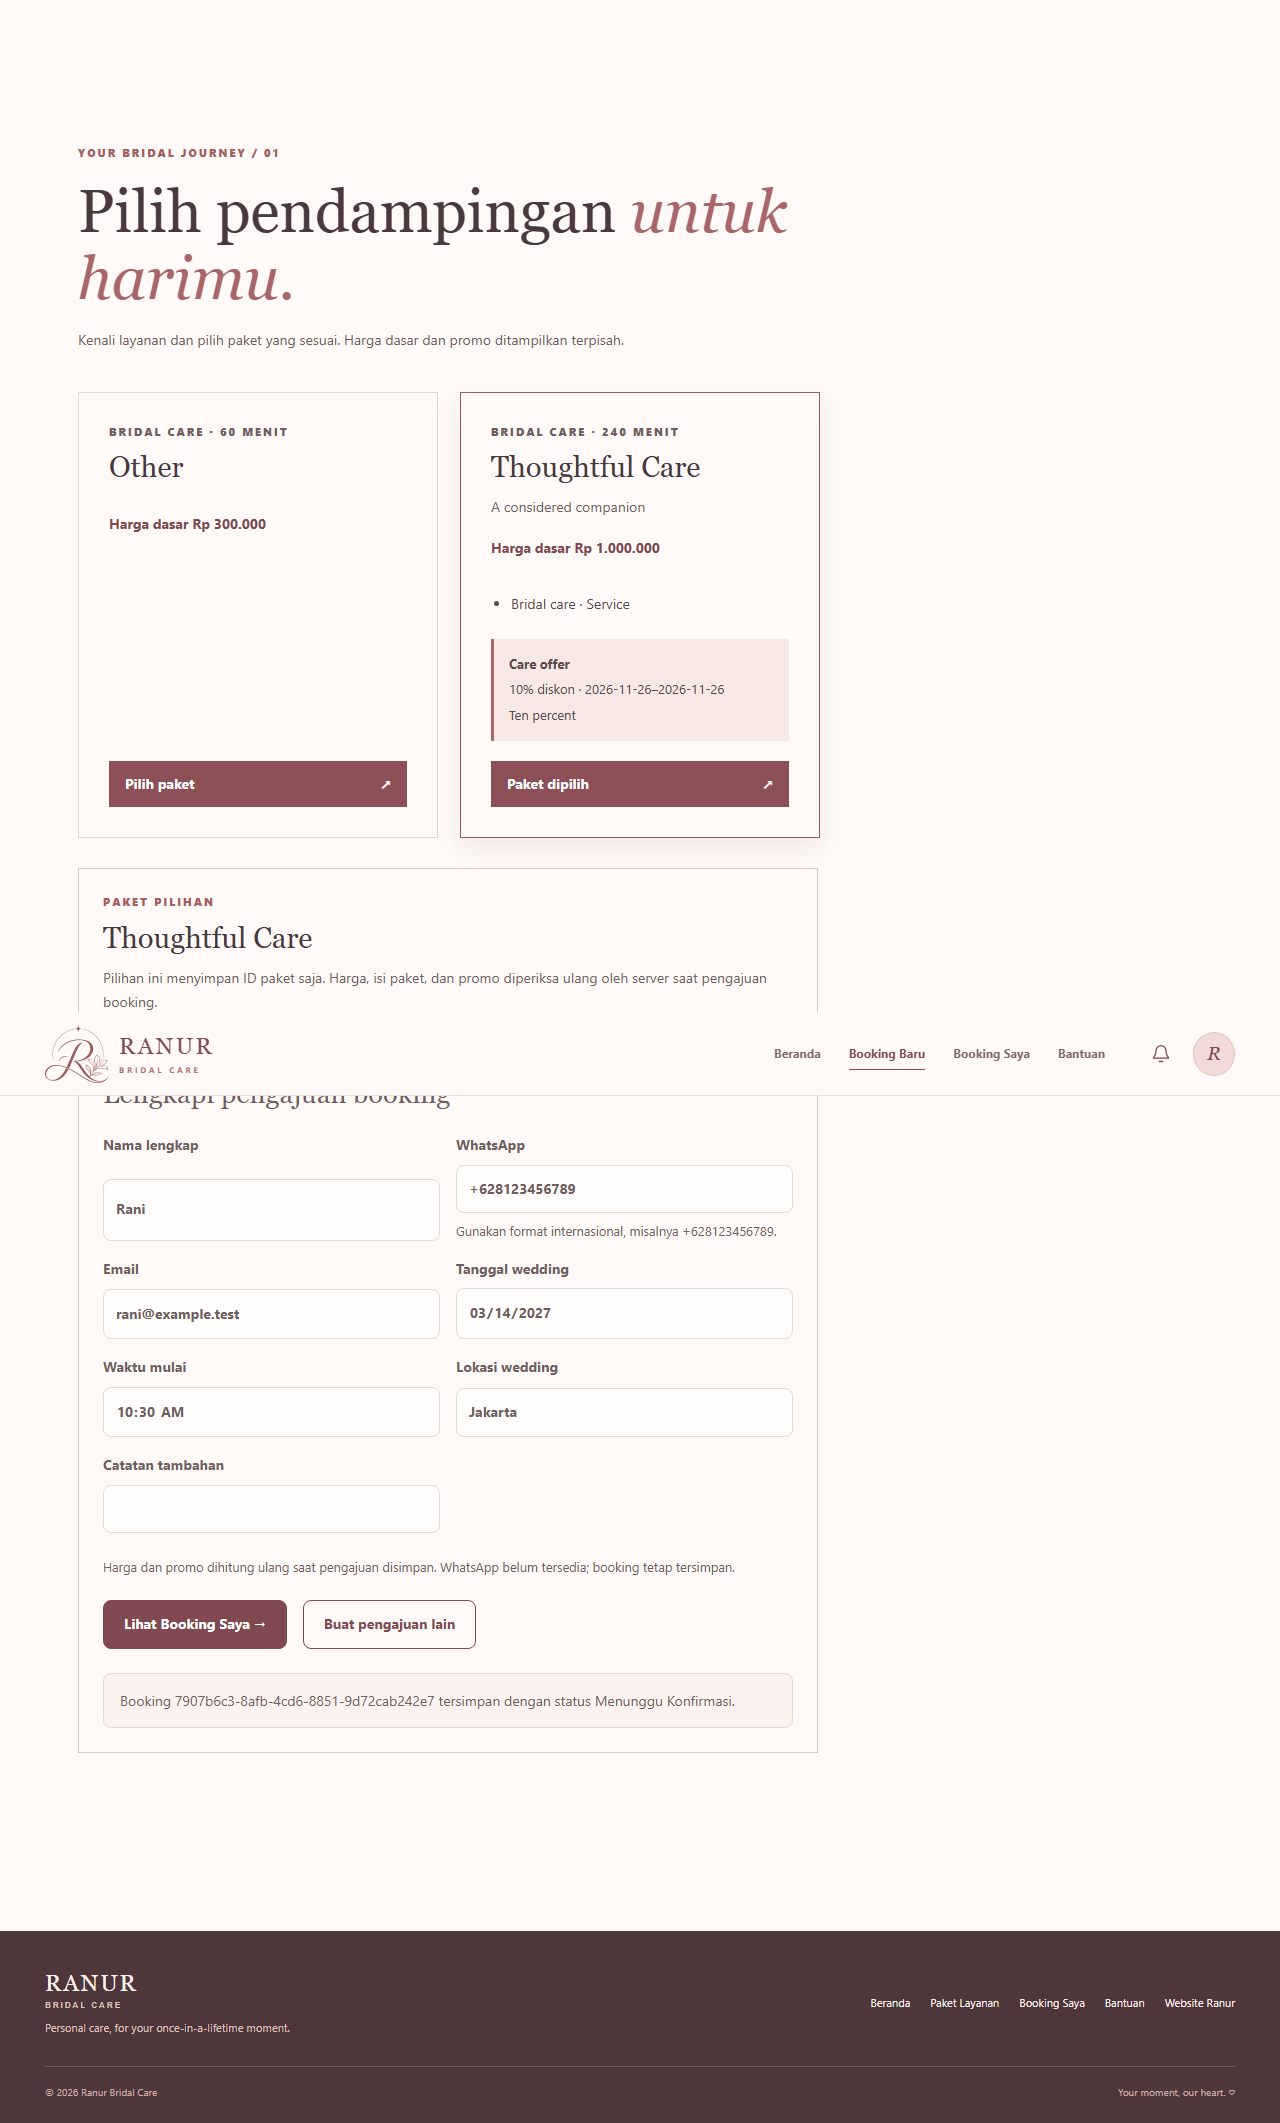 YOUR BRIDAL JOURNEY / 01
Pilih pendampingan untuk
harimu.
Kenali layanan dan pilih paket yang sesuai. Harga dasar dan promo ditampilkan terpisah.
BRIDAL CARE · 60 MENIT
Other
Harga dasar Rp 300.000
Pilih paket ↗
BRIDAL CARE · 240 MENIT
Thoughtful Care
A considered companion
Harga dasar Rp 1.000.000
• Bridal care · Service
Care offer
10% diskon · 2026-11-26–2026-11-26
Ten percent
Paket dipilih ↗
PAKET PILIHAN
Thoughtful Care
Pilihan ini menyimpan ID paket saja. Harga, isi paket, dan promo diperiksa ulang oleh server saat pengajuan
booking.
R
RANUR
BRIDAL CARE
Beranda Booking Baru Booking Saya Bantuan R
Lengkapi pengajuan booking
Nama lengkap
Rani
WhatsApp
+628123456789
Gunakan format internasional, misalnya +628123456789.
Email
rani@example.test
Tanggal wedding
03/14/2027
Waktu mulai
10:30 AM
Lokasi wedding
Jakarta
Catatan tambahan
Harga dan promo dihitung ulang saat pengajuan disimpan. WhatsApp belum tersedia; booking tetap tersimpan.
Lihat Booking Saya → Buat pengajuan lain
Booking 7907b6c3-8afb-4cd6-8851-9d72cab242e7 tersimpan dengan status Menunggu Konfirmasi.
RANUR
BRIDAL CARE
Personal care, for your once-in-a-lifetime moment.
Beranda Paket Layanan Booking Saya Bantuan Website Ranur
© 2026 Ranur Bridal Care
Your moment, our heart. ♡